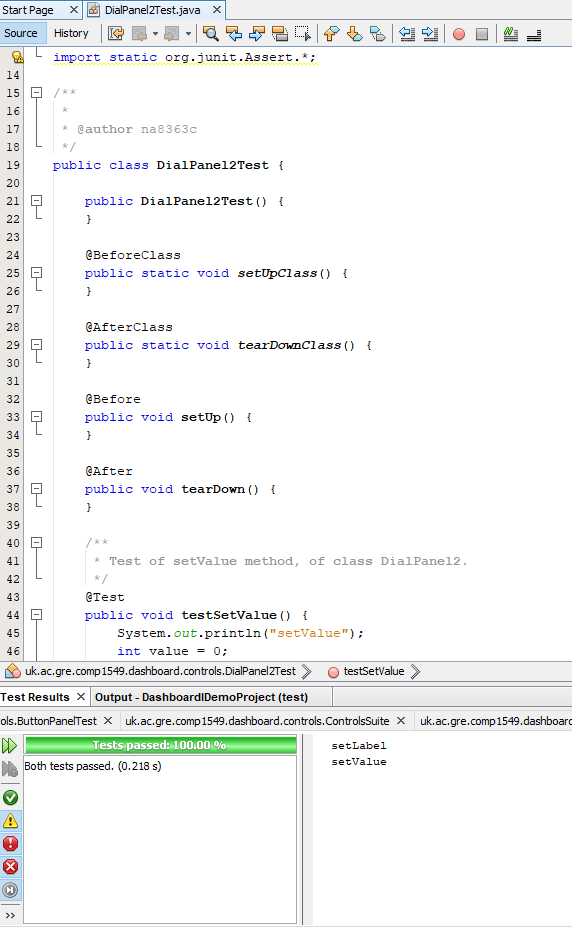 Start Page × DialPanel2Test.java ×
Source History
import static org.junit.Assert.*;
14
15 /**
16 *
17 * @author na8363c
18 */
19 public class DialPanel2Test {
20
21 public DialPanel2Test() {
22 }
23
24 @BeforeClass
25 public static void setUpClass() {
26 }
27
28 @AfterClass
29 public static void tearDownClass() {
30 }
31
32 @Before
33 public void setUp() {
34 }
35
36 @After
37 public void tearDown() {
38 }
39
40 /**
41 * Test of setValue method, of class DialPanel2.
42 */
43 @Test
44 public void testSetValue() {
45 System.out.println("setValue");
46 int value = 0;
uk.ac.gre.comp1549.dashboard.controls.DialPanel2Test testSetValue
Test Results × Output - DashboardIDemoProject (test)
ols.ButtonPanelTest × uk.ac.gre.comp1549.dashboard.controls.ControlsSuite × uk.ac.gre.comp1549.dashboard
Tests passed: 100.00 %
Both tests passed. (0.218 s)
setLabel
setValue
>>